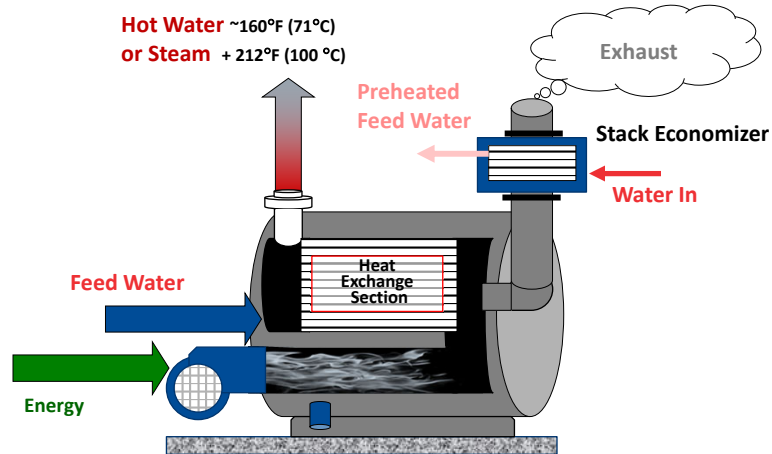 Hot Water ~160°F (71°C)
or Steam + 212°F (100 °C)
Exhaust
Preheated
Feed Water
Stack Economizer
Water In
Heat
Exchange
Section
Feed Water
Energy